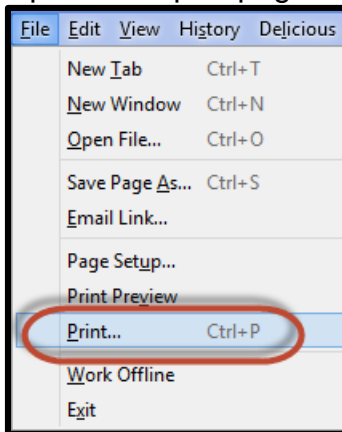 File Edit View History Delicious
New Tab Ctrl+T
New Window Ctrl+N
Open File... Ctrl+O
Save Page As... Ctrl+S
Email Link...
Page Setup...
Print Preview
Print... Ctrl+P
Work Offline
Exit